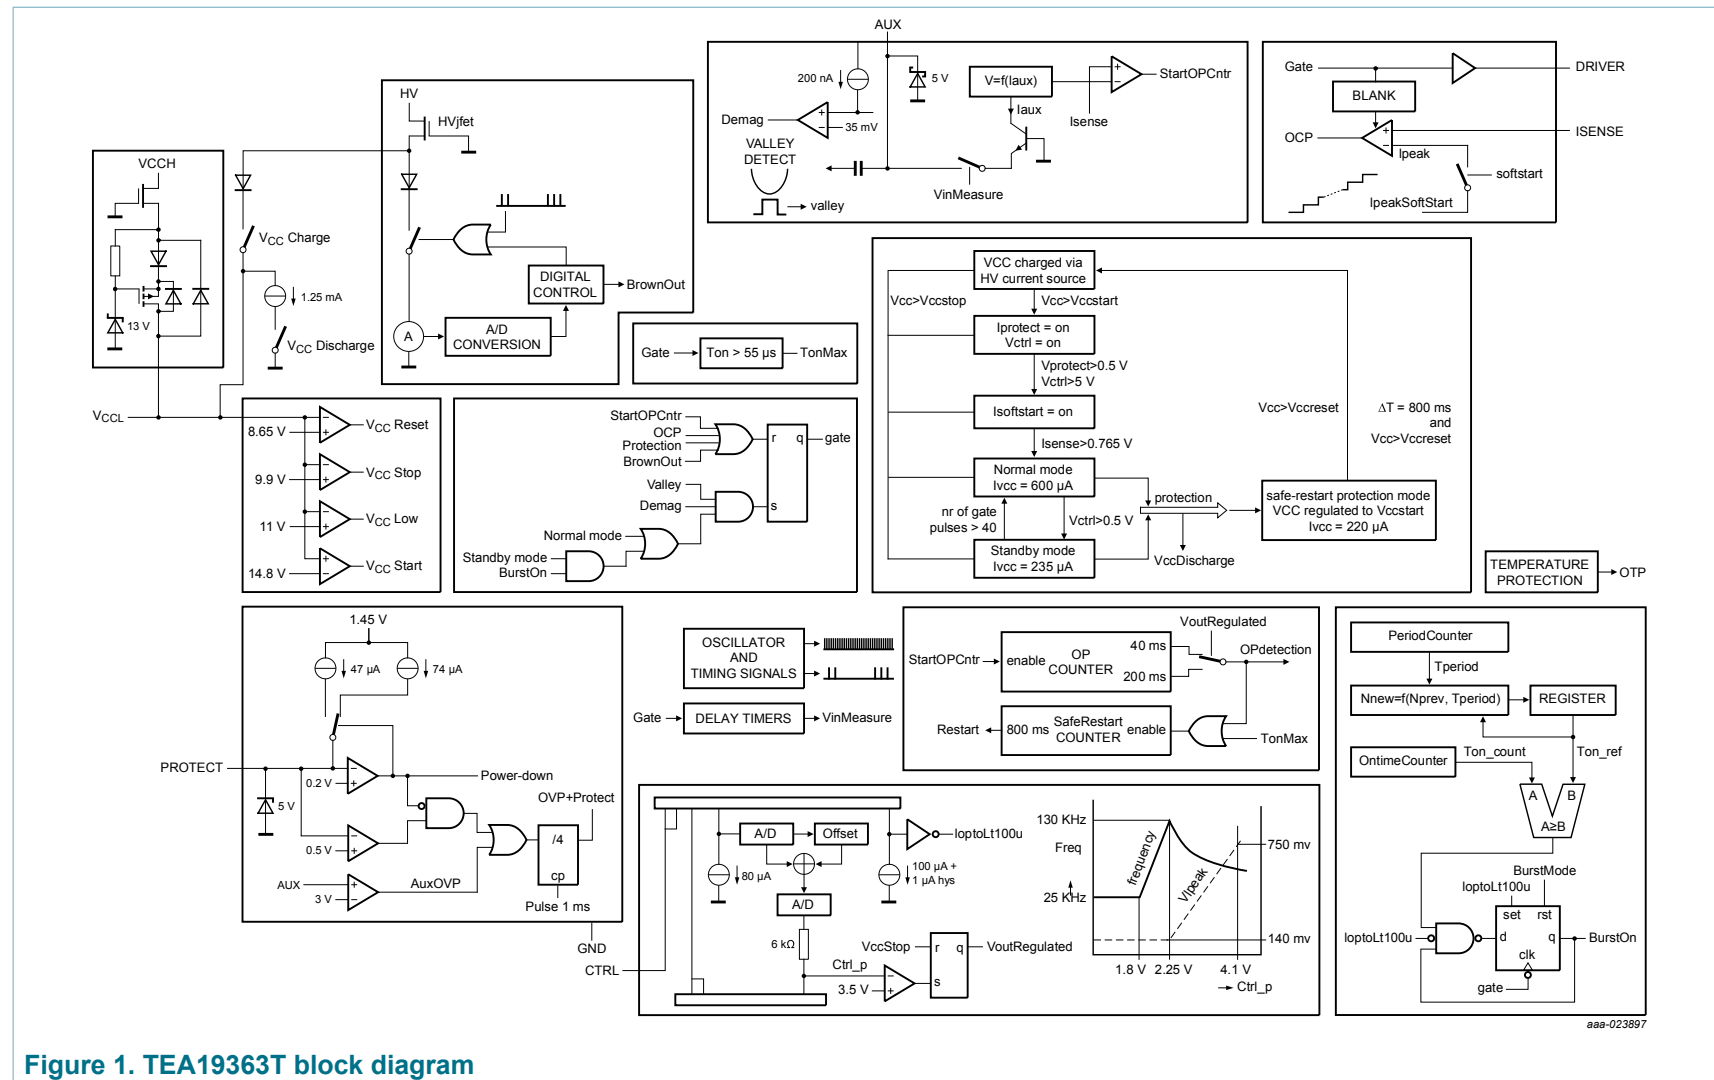 AUX
200 nA
5 V
V=f(Iaux)
StartOPCntr
Iaux
Isense
Demag
35 mV
VALLEY
DETECT
valley
VinMeasure
Gate
DRIVER
BLANK
OCP
ISENSE
Ipeak
softstart
IpeakSoftStart
HV
HVjfet
VCCH
13 V
VCC Charge
1.25 mA
VCC Discharge
DIGITAL
CONTROL
BrownOut
A
A/D
CONVERSION
Gate
Ton > 55 µs
TonMax
VCCL
8.65 V
VCC Reset
9.9 V
VCC Stop
11 V
VCC Low
14.8 V
VCC Start
StartOPCntr
OCP
Protection
BrownOut
r
q
gate
Valley
Demag
s
Normal mode
Standby mode
BurstOn
VCC charged via
HV current source
Vcc>Vccstop
Vcc>Vccstart
Iprotect = on
Vctrl = on
Vprotect>0.5 V
Vctrl>5 V
Isoftstart = on
Isense>0.765 V
Normal mode
Ivcc = 600 µA
nr of gate
pulses > 40
Vctrl>0.5 V
Standby mode
Ivcc = 235 µA
protection
VccDischarge
Vcc>Vccreset
ΔT = 800 ms
and
Vcc>Vccreset
safe-restart protection mode
VCC regulated to Vccstart
Ivcc = 220 µA
TEMPERATURE
PROTECTION
OTP
1.45 V
47 µA
74 µA
PROTECT
0.2 V
Power-down
5 V
OVP+Protect
0.5 V
/4
cp
AUX
AuxOVP
3 V
Pulse 1 ms
GND
OSCILLATOR
AND
TIMING SIGNALS
Gate
DELAY TIMERS
VinMeasure
VoutRegulated
StartOPCntr
enable
OP
COUNTER
40 ms
200 ms
OPdetection
Restart
800 ms
SafeRestart
COUNTER
enable
TonMax
CTRL
A/D
Offset
IoptoLt100u
80 µA
100 µA +
1 µA hys
A/D
6 kΩ
Ctrl_p
3.5 V
VccStop
r
q
VoutRegulated
s
130 KHz
Freq
25 KHz
frequency
VIpeak
750 mv
140 mv
1.8 V
2.25 V
4.1 V
Ctrl_p
PeriodCounter
Tperiod
Nnew=f(Nprev, Tperiod)
REGISTER
Ton_count
Ton_ref
OntimeCounter
A
B
A≥B
BurstMode
IoptoLt100u
set
rst
IoptoLt100u
d
q
BurstOn
clk
gate
aaa-023897
Figure 1. TEA19363T block diagram